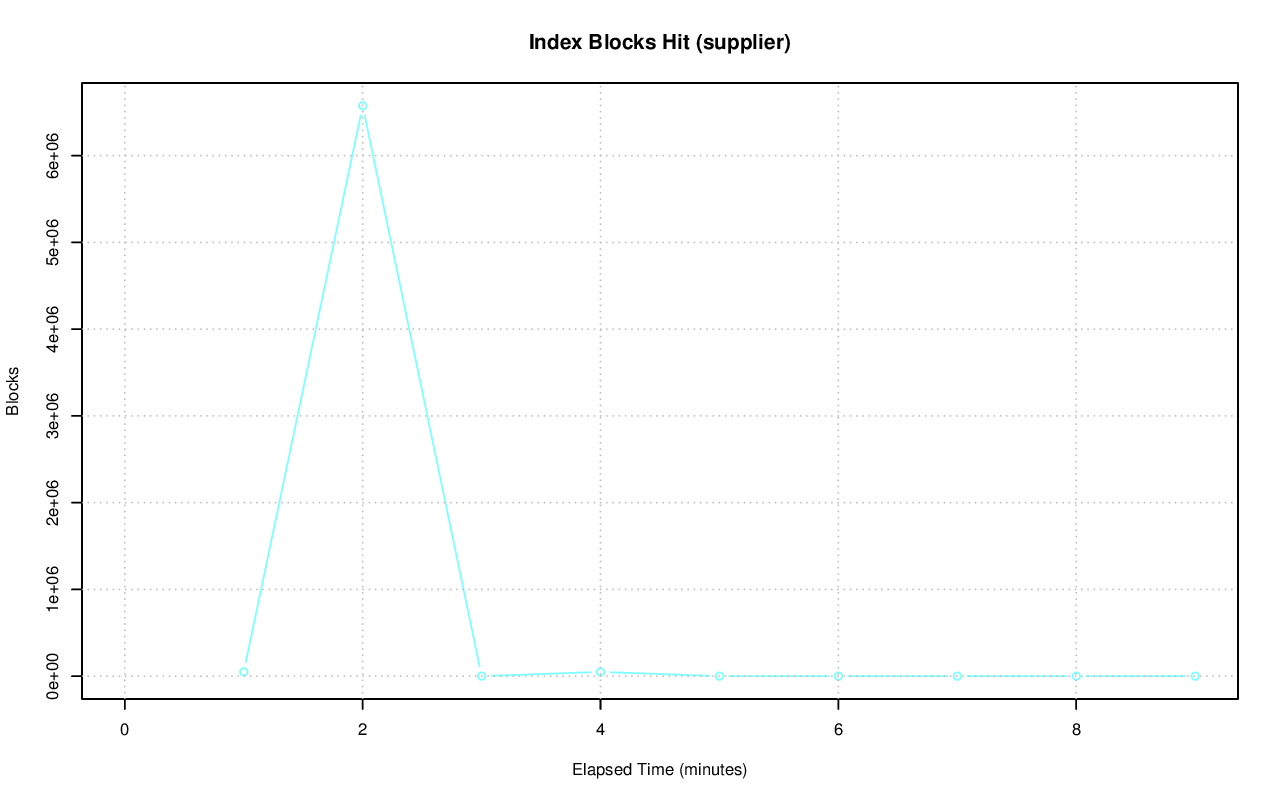 Index Blocks Hit (supplier)
6e+06
5e+06
4e+06
3e+06
2e+06
1e+06
0e+00
Blocks
0 2 4 6 8
Elapsed Time (minutes)